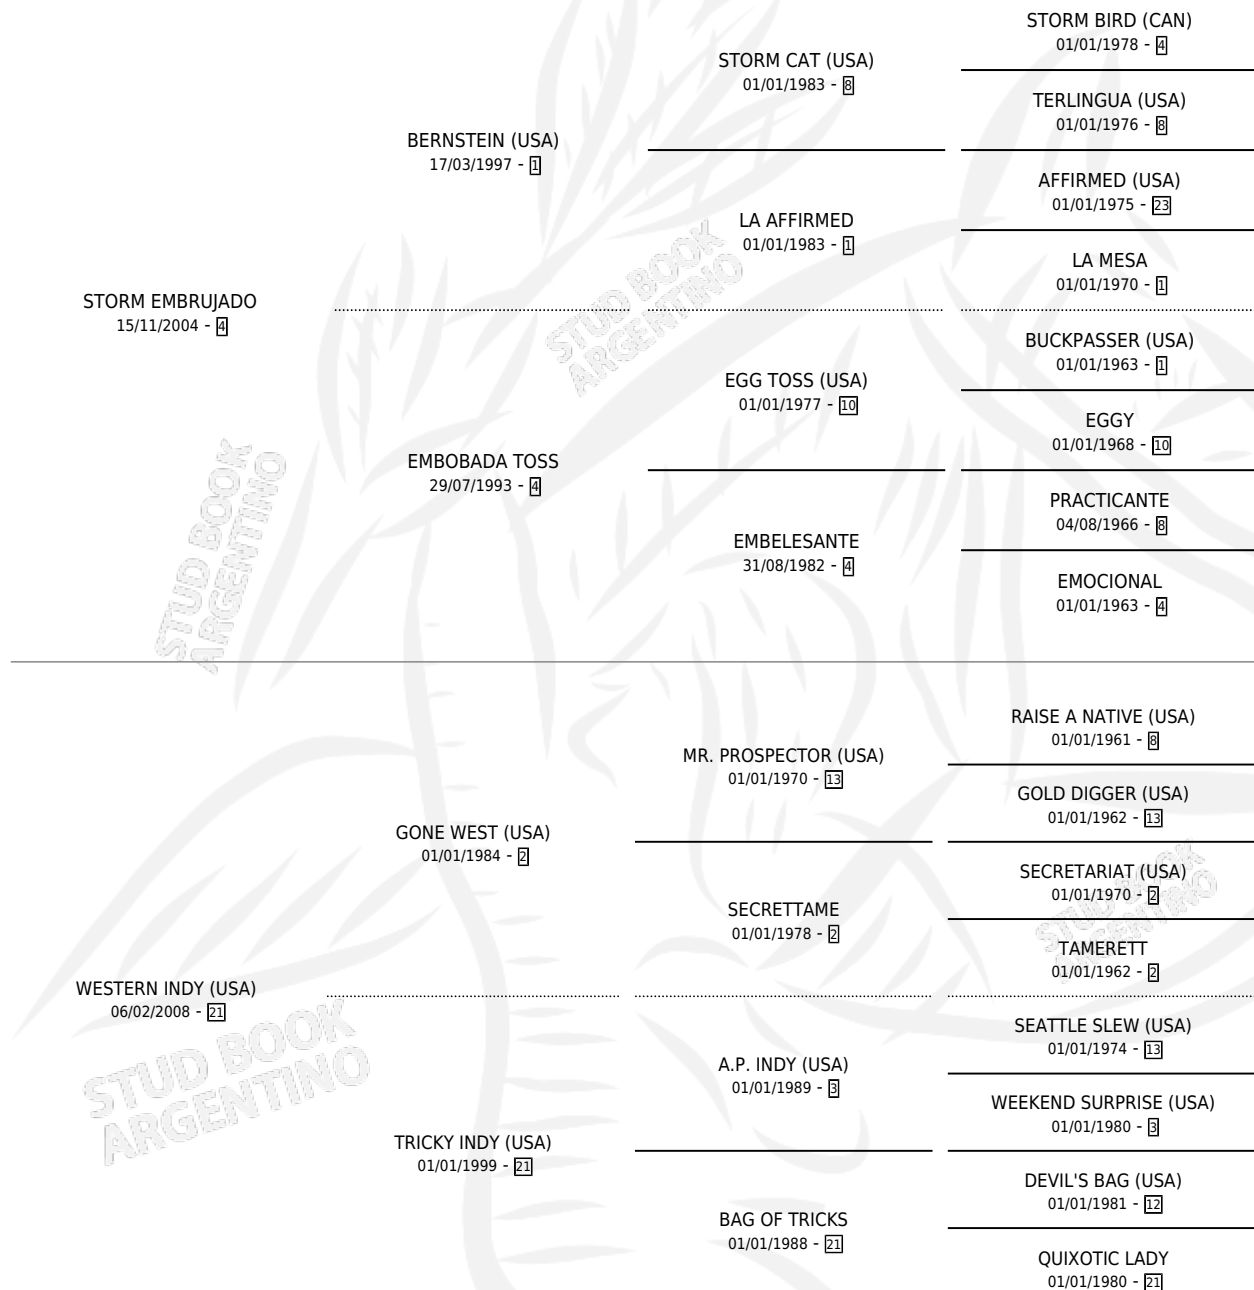 STORM EMBRUJADO
15/11/2004 - 4
BERNSTEIN (USA)
17/03/1997 - 1
EMBOBADA TOSS
29/07/1993 - 4
STORM CAT (USA)
01/01/1983 - 8
LA AFFIRMED
01/01/1983 - 1
EGG TOSS (USA)
01/01/1977 - 10
EMBELESANTE
31/08/1982 - 4
STORM BIRD (CAN)
01/01/1978 - 4
TERLINGUA (USA)
01/01/1976 - 8
AFFIRMED (USA)
01/01/1975 - 23
LA MESA
01/01/1970 - 1
BUCKPASSER (USA)
01/01/1963 - 1
EGGY
01/01/1968 - 10
PRACTICANTE
04/08/1966 - 8
EMOCIONAL
01/01/1963 - 4
WESTERN INDY (USA)
06/02/2008 - 21
GONE WEST (USA)
01/01/1984 - 2
TRICKY INDY (USA)
01/01/1999 - 21
MR. PROSPECTOR (USA)
01/01/1970 - 13
SECRETTAME
01/01/1978 - 2
A.P. INDY (USA)
01/01/1989 - 3
BAG OF TRICKS
01/01/1988 - 21
RAISE A NATIVE (USA)
01/01/1961 - 8
GOLD DIGGER (USA)
01/01/1962 - 13
SECRETARIAT (USA)
01/01/1970 - 2
TAMERETT
01/01/1962 - 2
SEATTLE SLEW (USA)
01/01/1974 - 13
WEEKEND SURPRISE (USA)
01/01/1980 - 3
DEVIL'S BAG (USA)
01/01/1981 - 12
QUIXOTIC LADY
01/01/1980 - 21
STUD BOOK
ARGENTINO
STUD BOOK
ARGENTINO
STUD BOOK
ARGENTINO
STUD BOOK
ARGENTINO